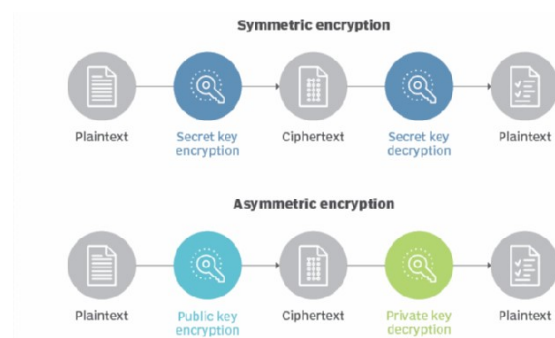 Symmetric encryption
Plaintext Secret key encryption Ciphertext Secret key decryption Plaintext
Asymmetric encryption
Plaintext Public key encryption Ciphertext Private key decryption Plaintext